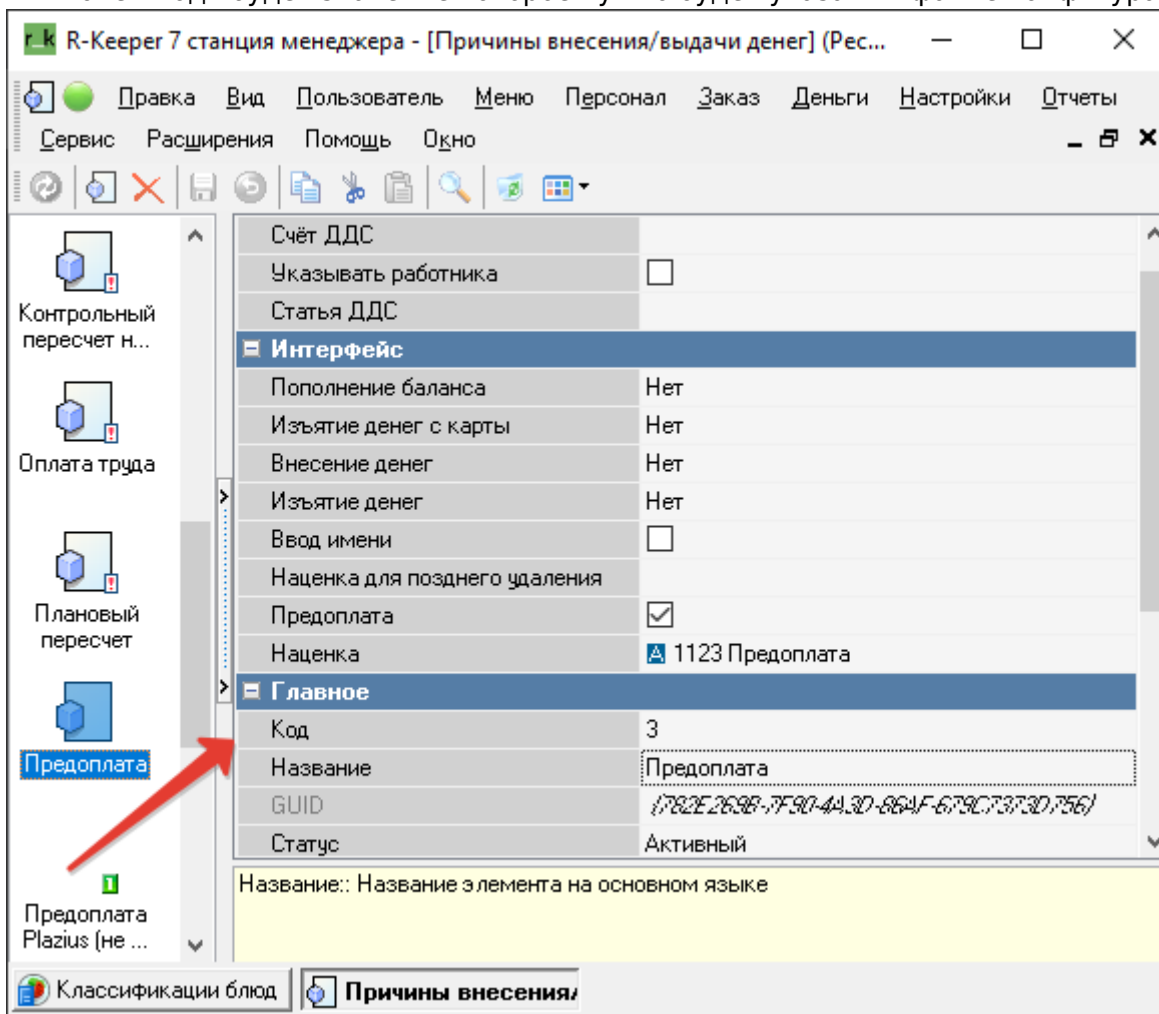 r_k R-Keeper 7 станция менеджера - [Причины внесения/выдачи денег] (Рес...
Правка Вид Пользователь Меню Персонал Заказ Деньги Настройки Отчеты
Сервис Расширения Помощь Окно
Контрольный
пересчет н...
Оплата труда
Плановый
пересчет
Предоплата
Предоплата
Plazius (не ...
Счёт ДДС
Указывать работника
Статья ДДС
Интерфейс
Пополнение баланса Нет
Изъятие денег с карты Нет
Внесение денег Нет
Изъятие денег Нет
Ввод имени
Наценка для позднего удаления
Предоплата
Наценка A 1123 Предоплата
Главное
Код 3
Название Предоплата
GUID {782E269B-7F90-4A3D-86AF-679C7373D756}
Статус Активный
Название:: Название элемента на основном языке
Классификации блюд Причины внесения/